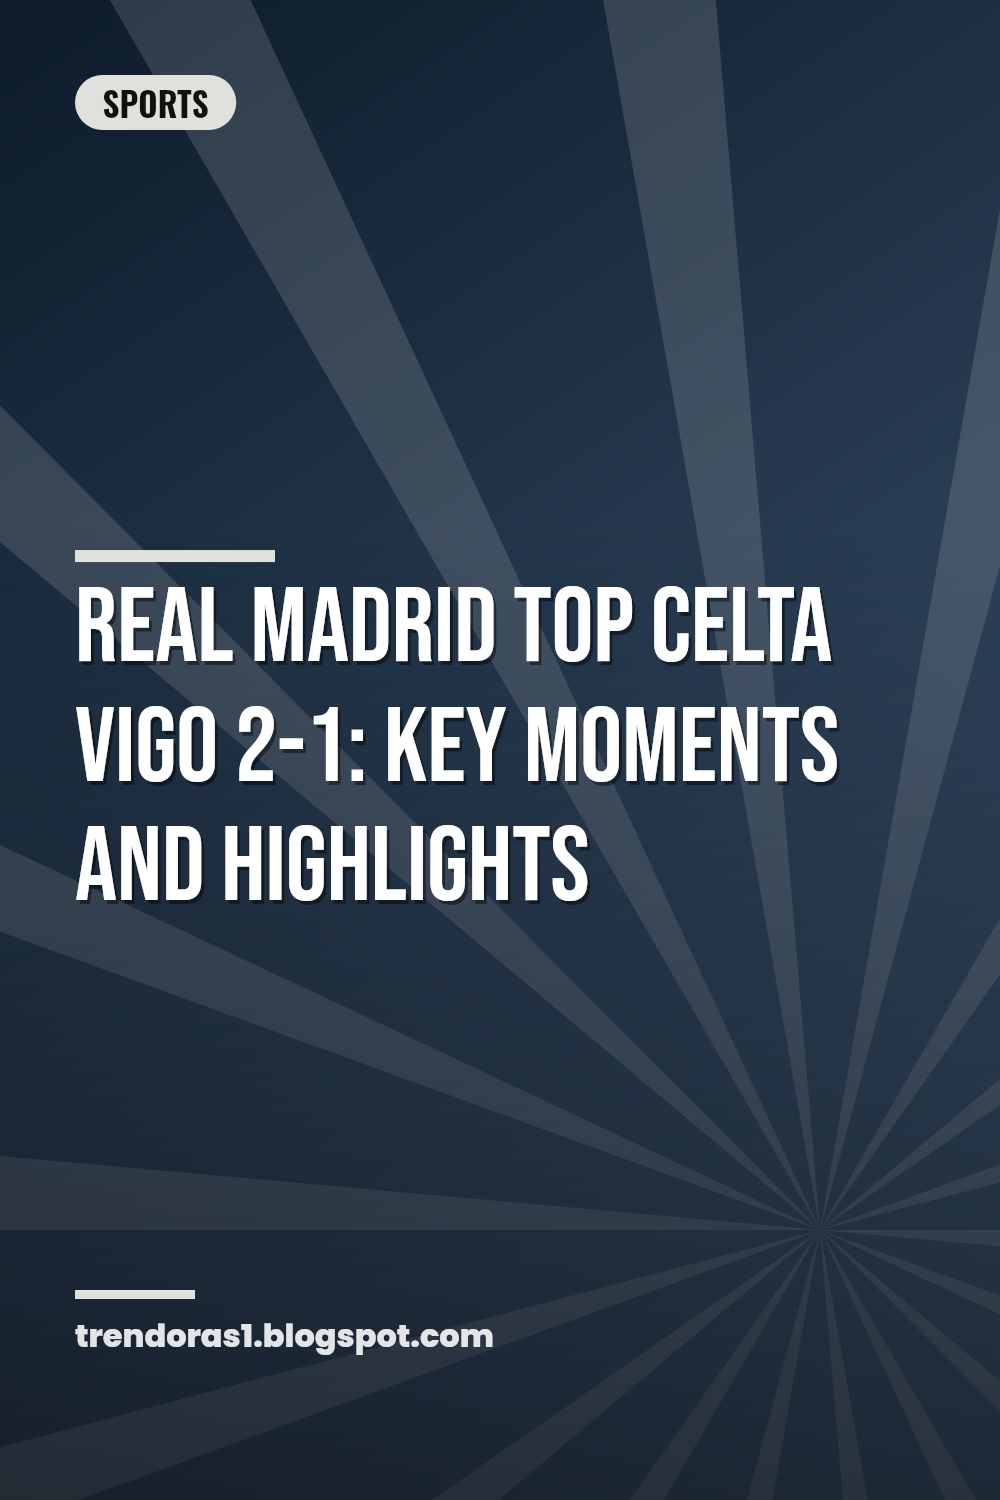 SPORTS
REAL MADRID TOP CELTA
VIGO 2-1: KEY MOMENTS
AND HIGHLIGHTS
trendoras1.blogspot.com